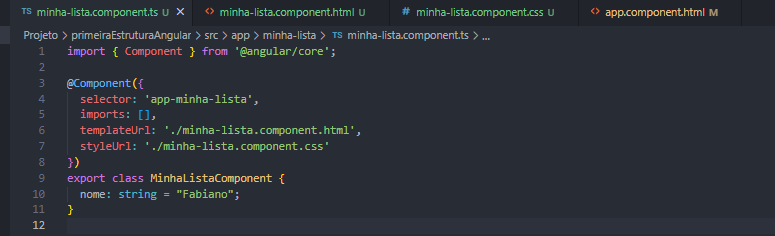 TS minha-lista.component.ts U × <> minha-lista.component.html U # minha-lista.component.css U <> app.component.html M
Projeto > primeiraEstruturaAngular > src > app > minha-lista > TS minha-lista.component.ts > ...
1 import { Component } from '@angular/core';
2
3 @Component({
4   selector: 'app-minha-lista',
5   imports: [],
6   templateUrl: './minha-lista.component.html',
7   styleUrl: './minha-lista.component.css'
8 })
9 export class MinhaListaComponent {
10   nome: string = "Fabiano";
11 }
12